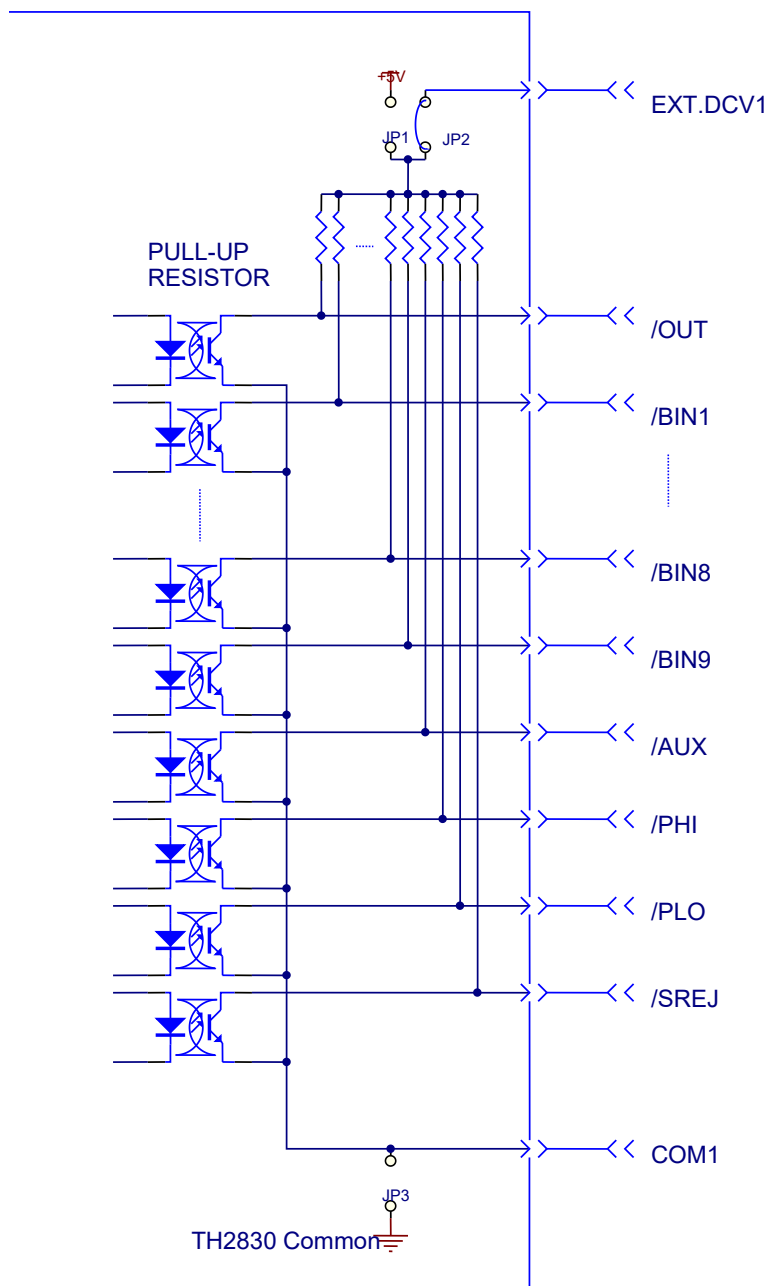 +5V
EXT.DCV1
JP1
JP2
PULL-UP
RESISTOR
/OUT
/BIN1
/BIN8
/BIN9
/AUX
/PHI
/PLO
/SREJ
COM1
JP3
TH2830 Common